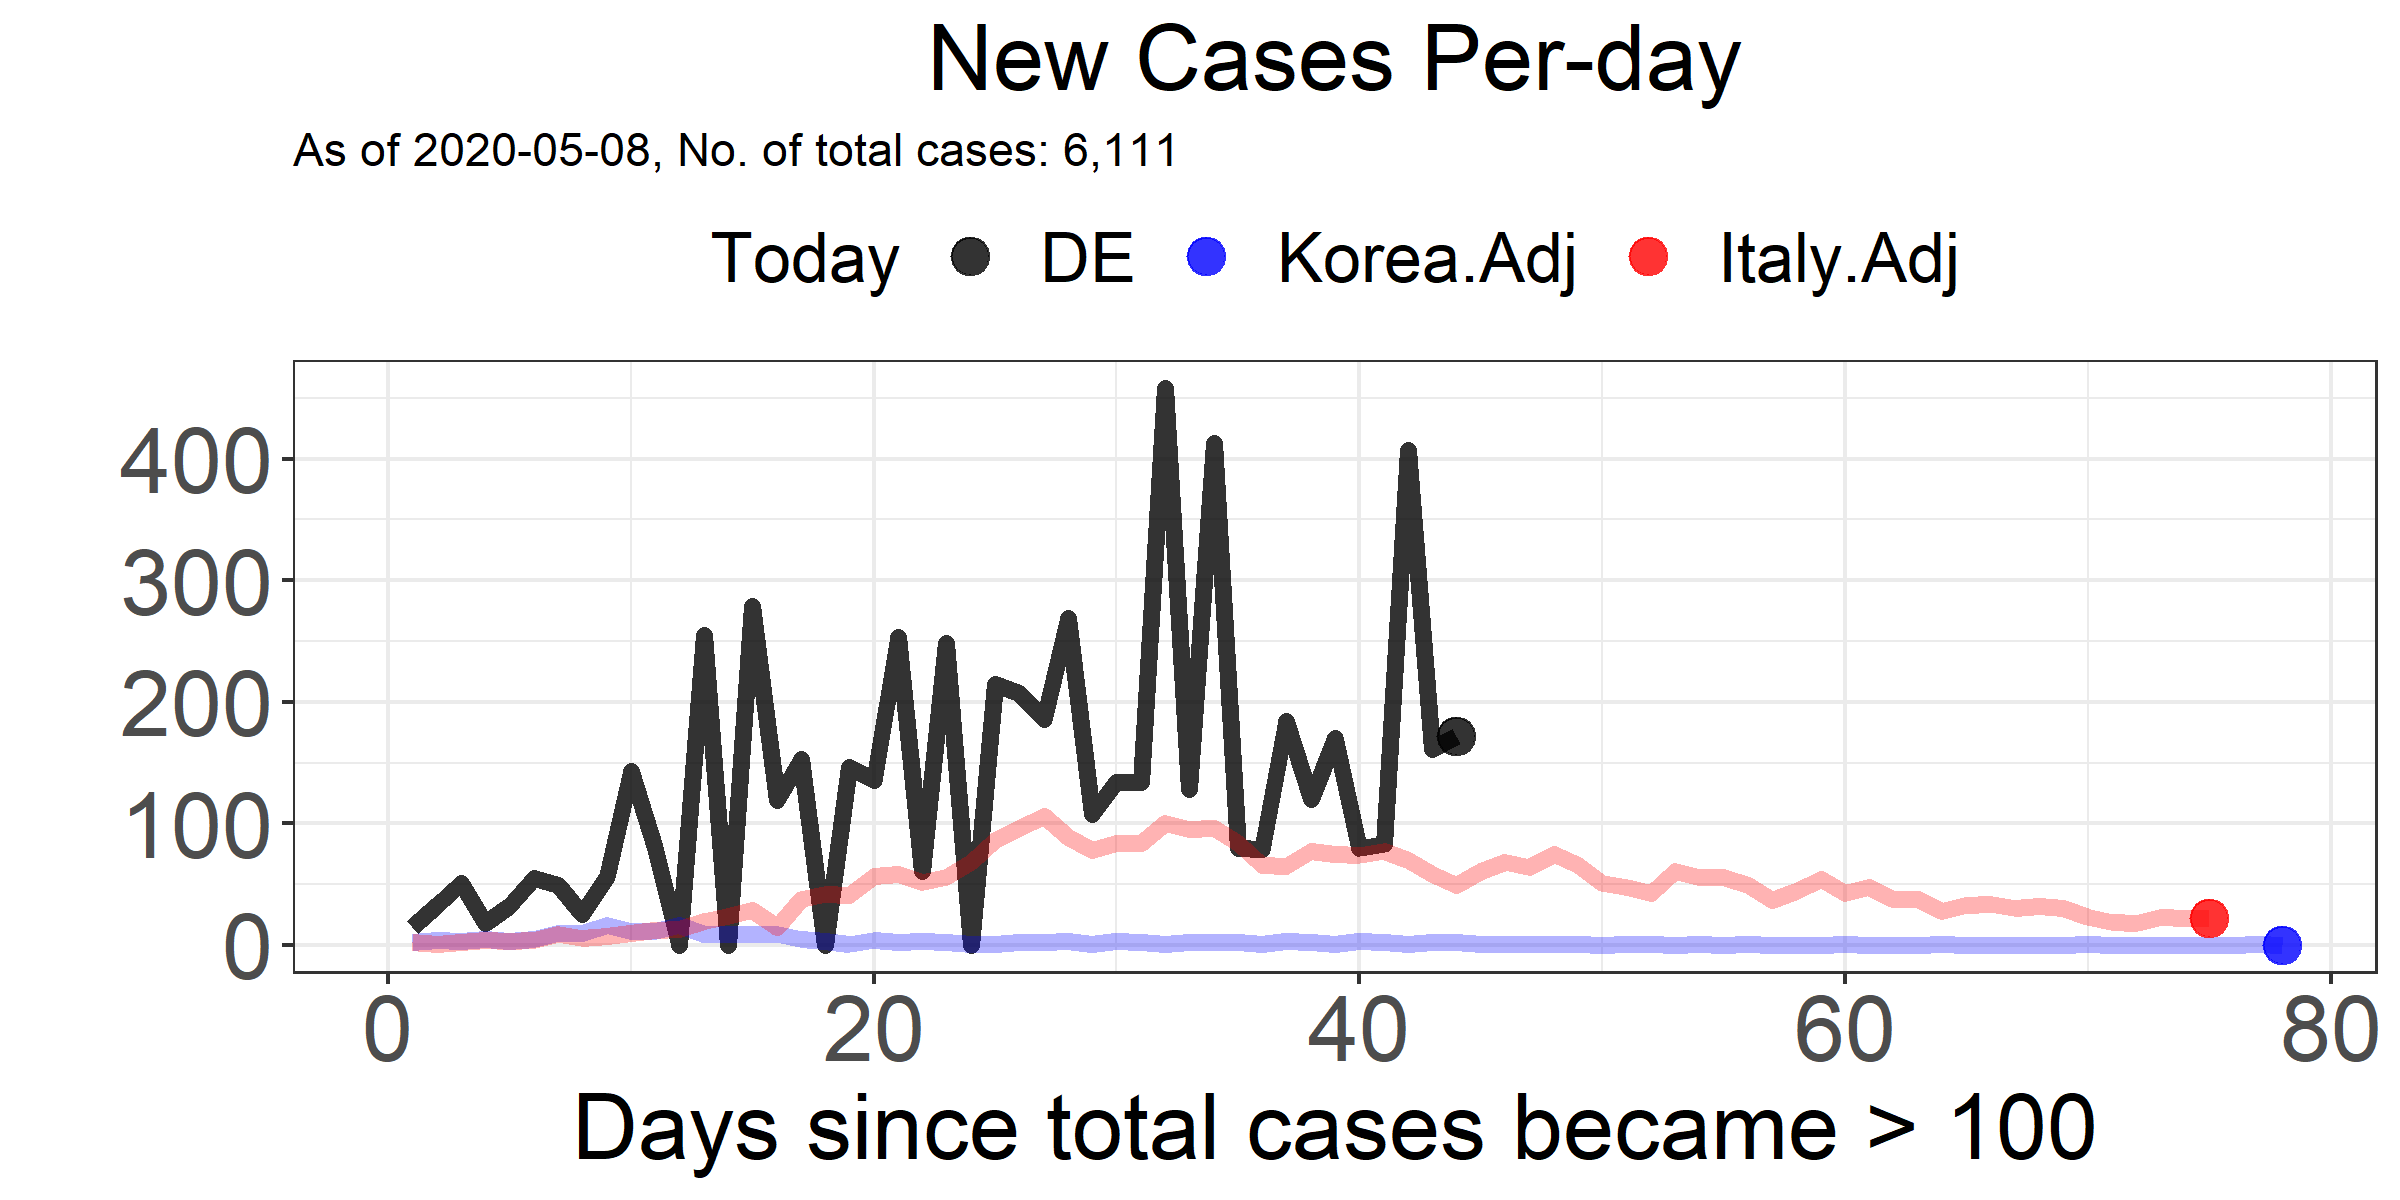 New Cases Per-day
As of 2020-05-08, No. of total cases: 6,111
Today DE Korea.Adj Italy.Adj
400
300
200
100
0
0 20 40 60 80
Days since total cases became > 100